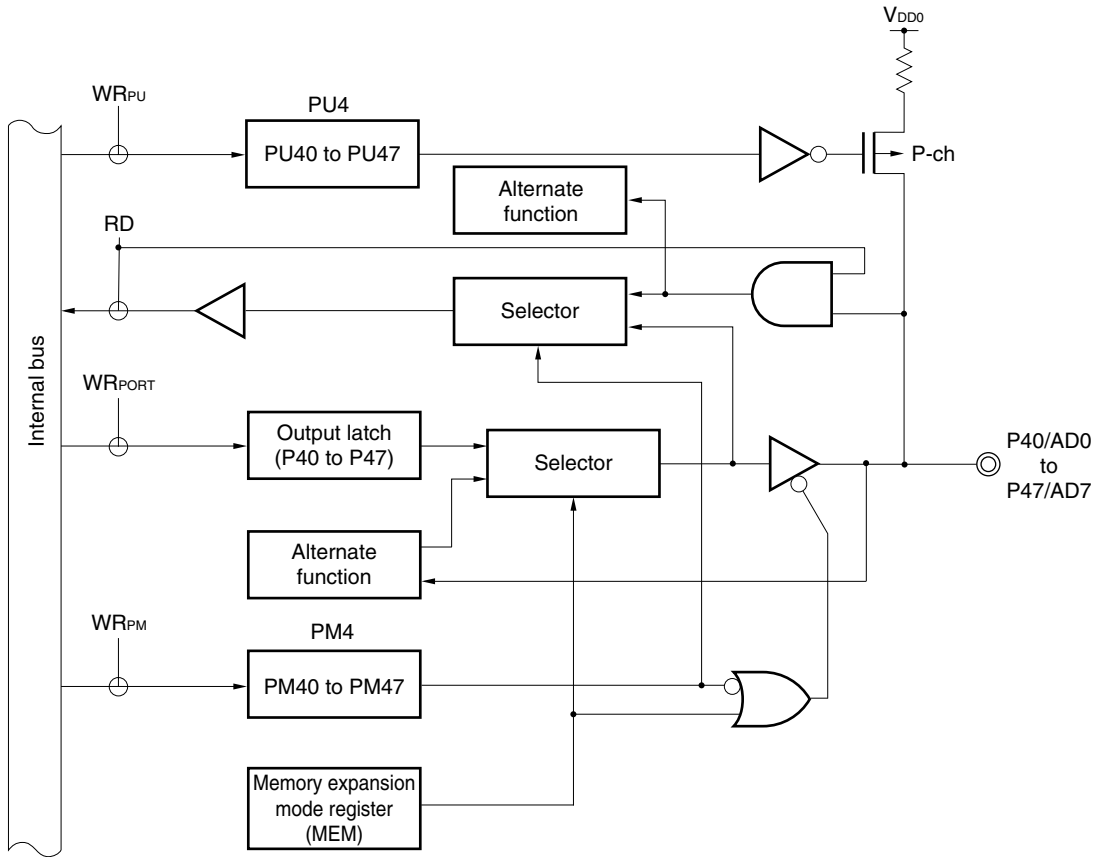 VDD0
WRPU
PU4
PU40 to PU47
P-ch
Alternate
function
RD
Selector
Internal bus
WRPORT
Output latch
(P40 to P47)
Selector
P40/AD0
to
P47/AD7
Alternate
function
WRPM
PM4
PM40 to PM47
Memory expansion
mode register
(MEM)